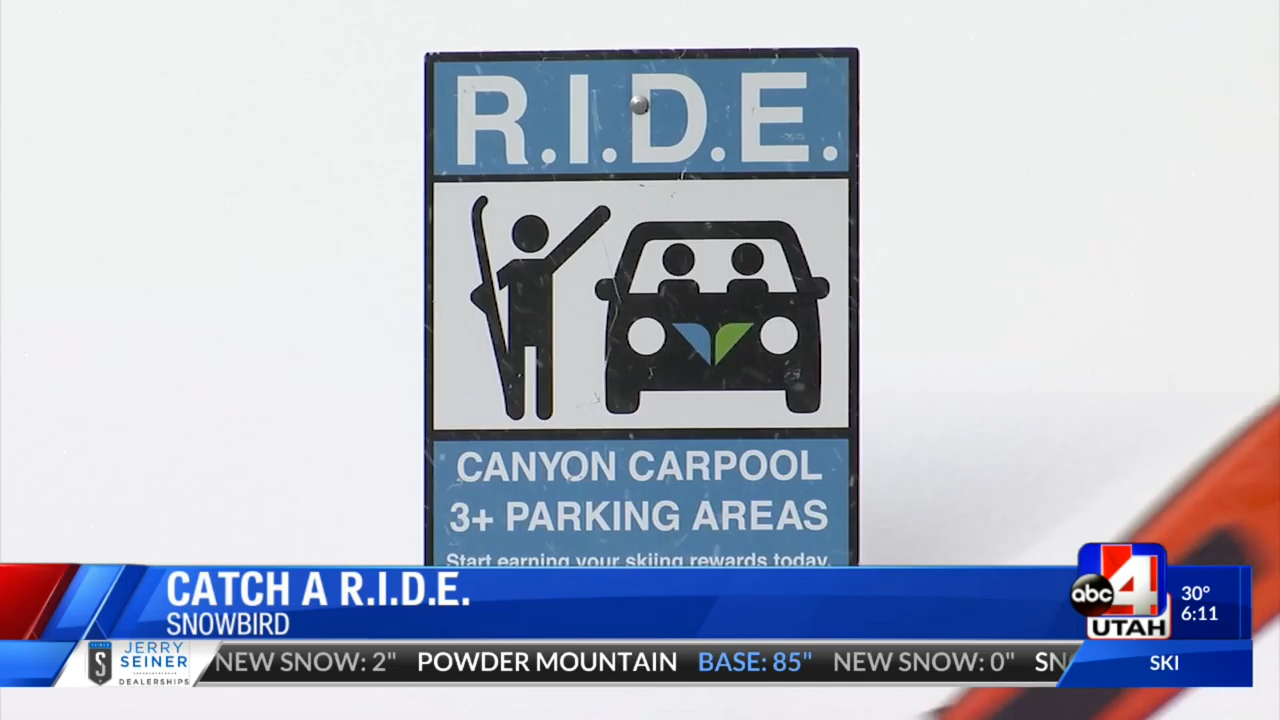 R.I.D.E.
CANYON CARPOOL
3+ PARKING AREAS
Start earning your skiing rewards today.
CATCH A R.I.D.E.
SNOWBIRD
abc 4
UTAH
30°
6:11
JERRY
SEINER
DEALERSHIPS
NEW SNOW: 2" POWDER MOUNTAIN BASE: 85" NEW SNOW: 0" SN
SKI